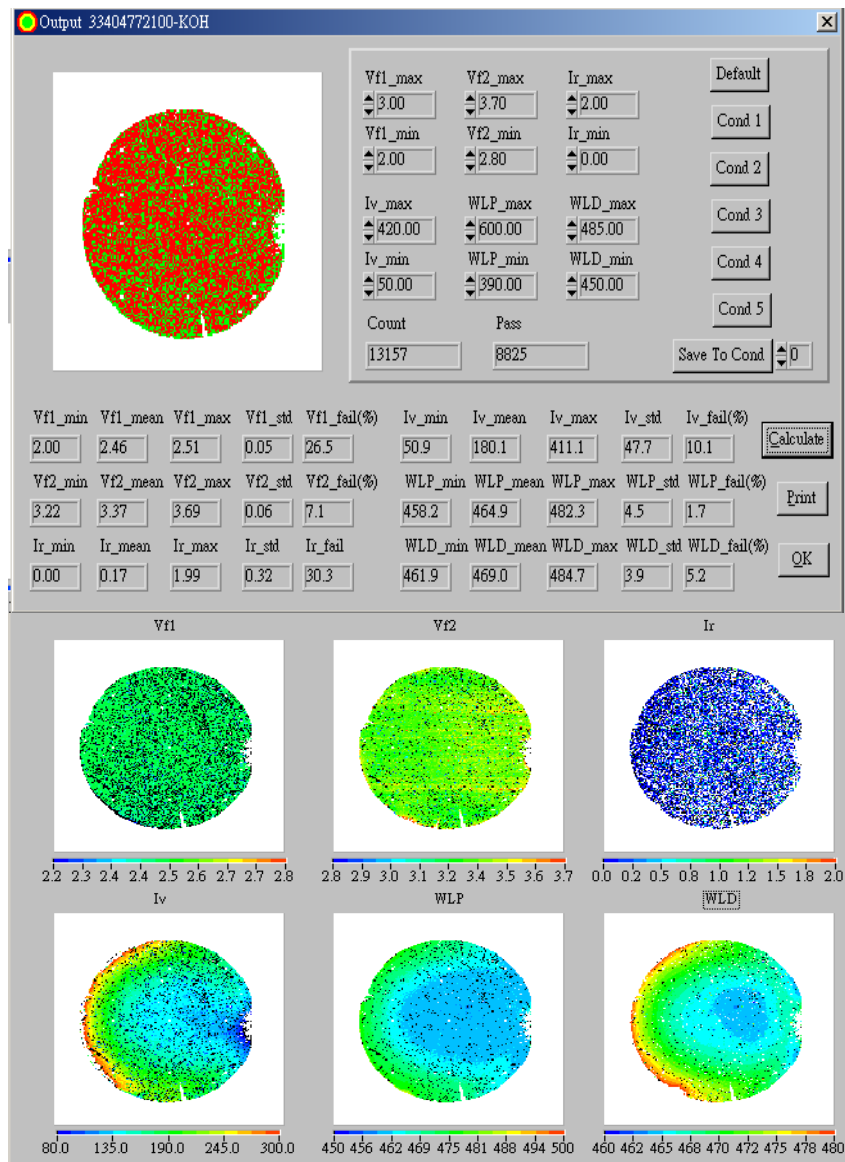 Output 33404772100-KOH
Vf1_max Vf2_max Ir_max
3.00 3.70 2.00
Vf1_min Vf2_min Ir_min
2.00 2.80 0.00
Iv_max WLP_max WLD_max
420.00 600.00 485.00
Iv_min WLP_min WLD_min
50.00 390.00 450.00
Count Pass
13157 8825
Default
Cond 1
Cond 2
Cond 3
Cond 4
Cond 5
Save To Cond 0
Vf1_min Vf1_mean Vf1_max Vf1_std Vf1_fail(%) Iv_min Iv_mean Iv_max Iv_std Iv_fail(%)
2.00 2.46 2.51 0.05 26.5 50.9 180.1 411.1 47.7 10.1
Calculate
Vf2_min Vf2_mean Vf2_max Vf2_std Vf2_fail(%) WLP_min WLP_mean WLP_max WLP_std WLP_fail(%)
3.22 3.37 3.69 0.06 7.1 458.2 464.9 482.3 4.5 1.7
Print
Ir_min Ir_mean Ir_max Ir_std Ir_fail WLD_min WLD_mean WLD_max WLD_std WLD_fail(%)
0.00 0.17 1.99 0.32 30.3 461.9 469.0 484.7 3.9 5.2
OK
Vf1 Vf2 Ir
2.2 2.3 2.4 2.4 2.5 2.6 2.7 2.7 2.8
2.8 2.9 3.0 3.1 3.2 3.4 3.5 3.6 3.7
0.0 0.2 0.5 0.8 1.0 1.2 1.5 1.8 2.0
Iv WLP WLD
80.0 135.0 190.0 245.0 300.0
450 456 462 469 475 481 488 494 500
460 462 465 468 470 472 475 478 480